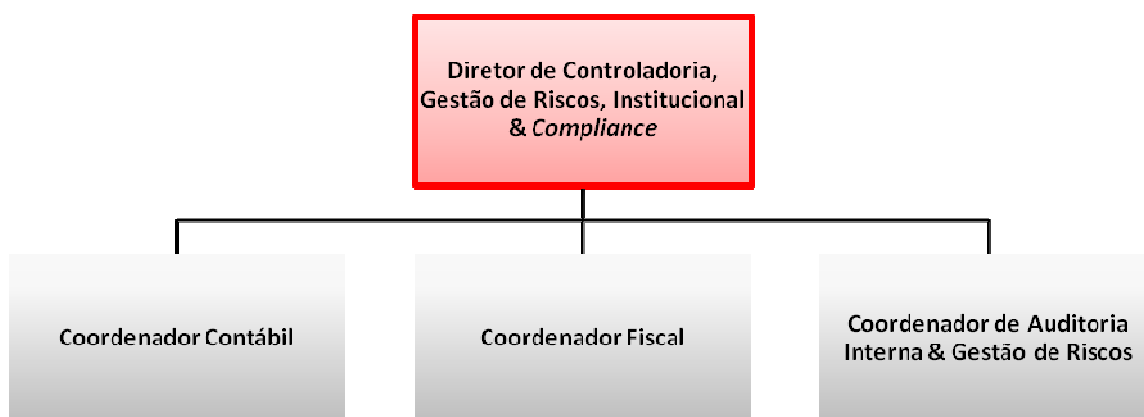 Diretor de Controladoria,
Gestão de Riscos, Institucional
& Compliance
Coordenador Contábil
Coordenador Fiscal
Coordenador de Auditoria
Interna & Gestão de Riscos